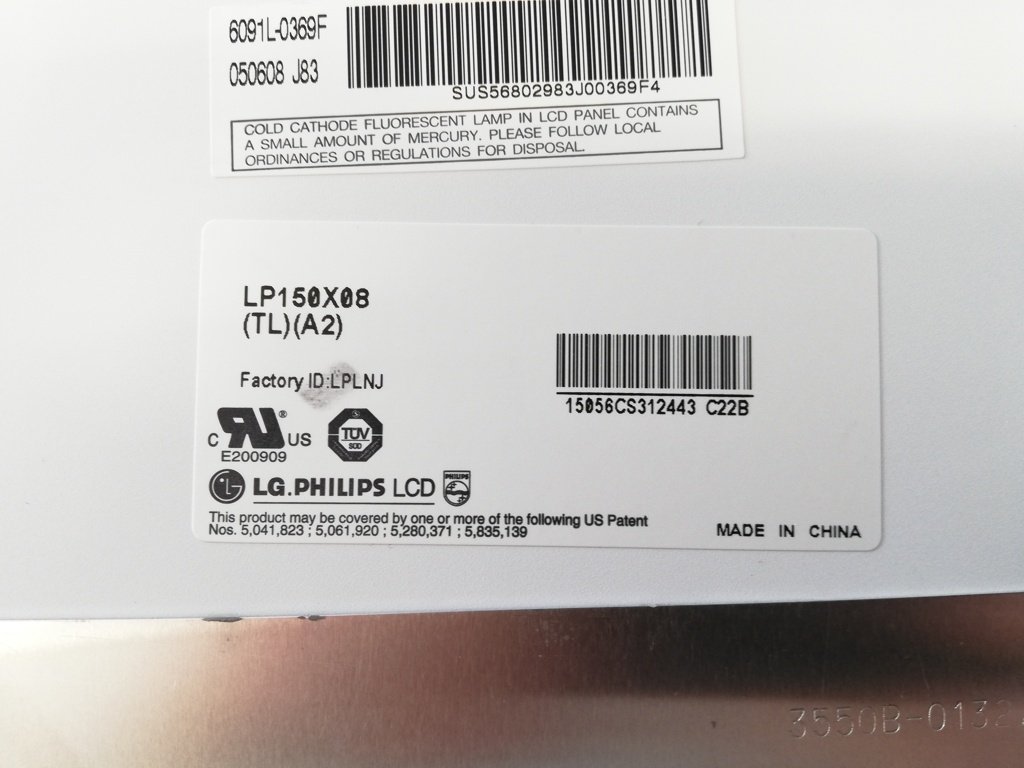 6091L-0369F
050608 J83
SUS56802983J00369F4
COLD CATHODE FLUORESCENT LAMP IN LCD PANEL CONTAINS
A SMALL AMOUNT OF MERCURY. PLEASE FOLLOW LOCAL
ORDINANCES OR REGULATIONS FOR DISPOSAL.
LP150X08
(TL)(A2)
Factory ID:LPLNJ
15056CS312443 C22B
C RU ® US
E200909
TÜV
LG.PHILIPS LCD PHILIPS
This product may be covered by one or more of the following US Patent
Nos. 5,041,823 ; 5,061,920 ; 5,280,371 ; 5,835,139
MADE IN CHINA
3550B-0132